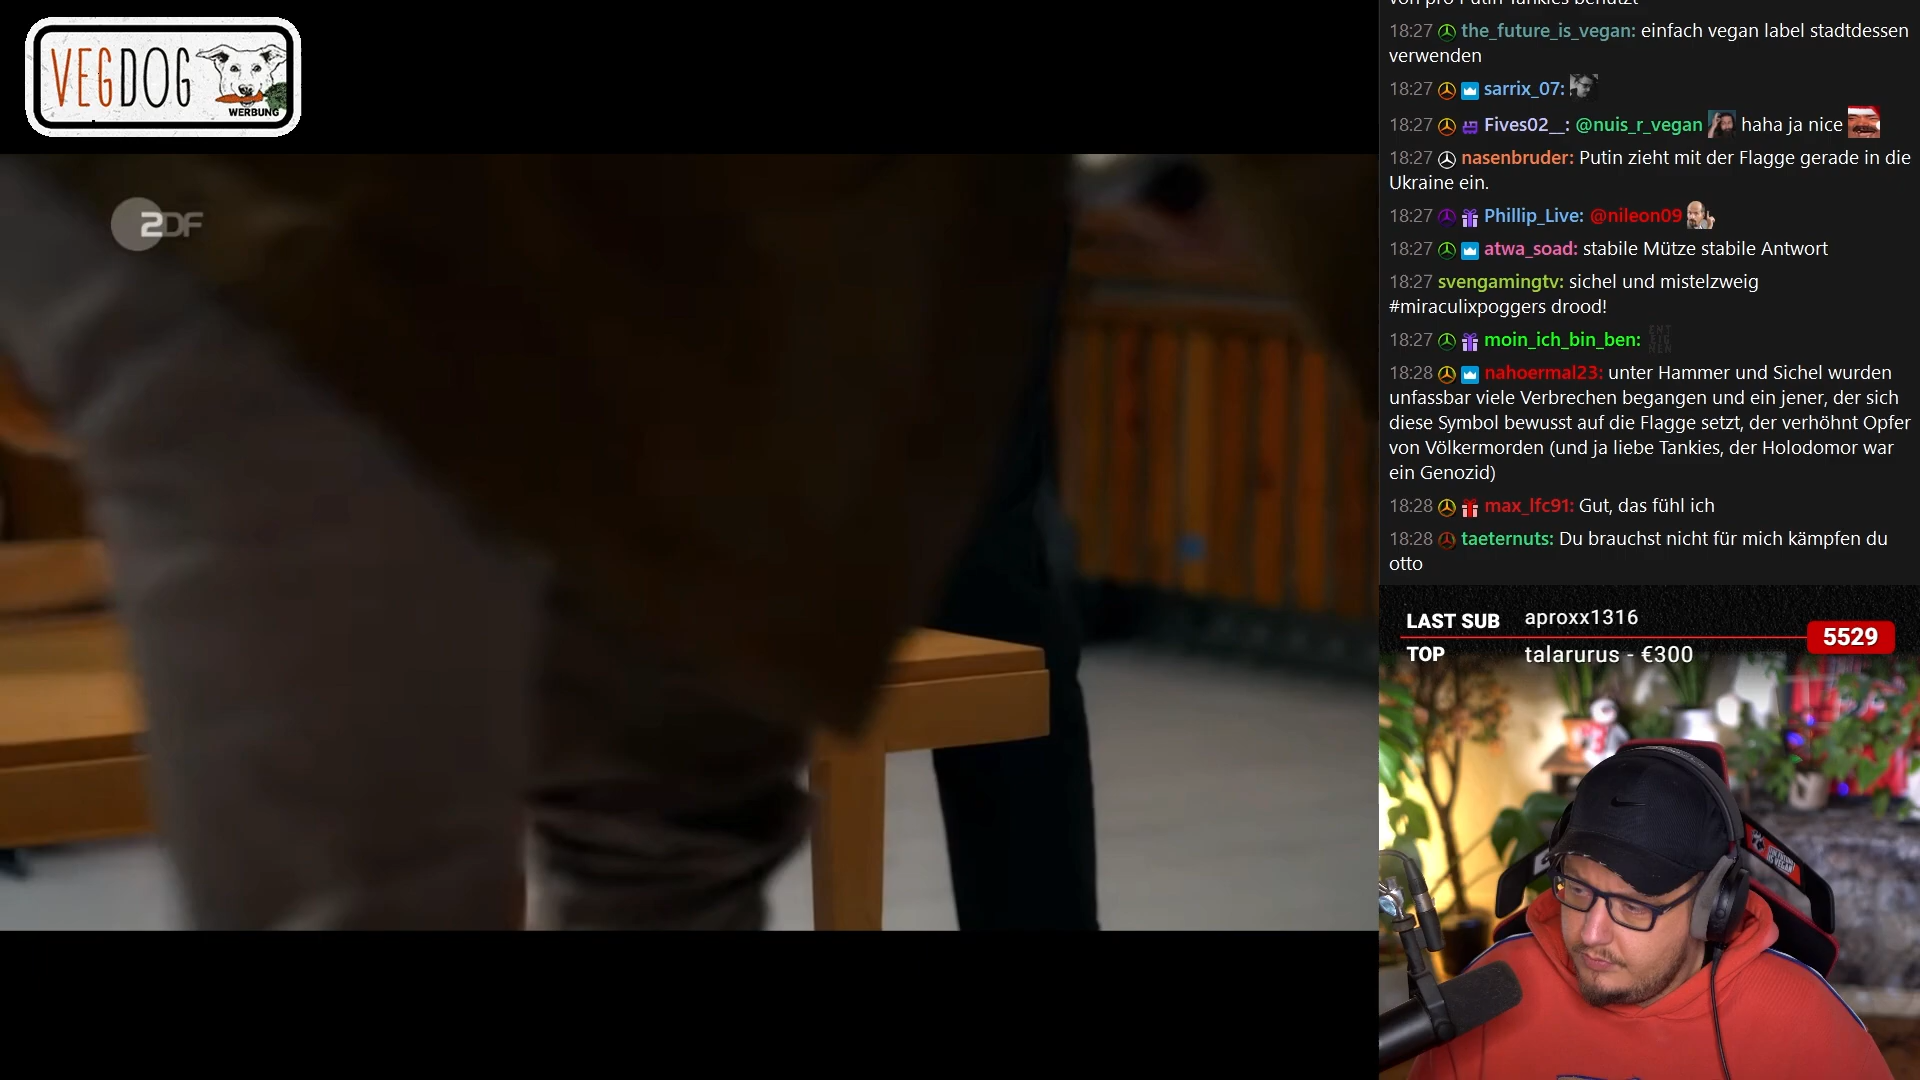 VEGDOG
WERBUNG
ZDF
18:27 the_future_is_vegan: einfach vegan label stadtdessen
verwenden
18:27 sarrix_07:
18:27 Fives02__: @nuis_r_vegan haha ja nice
18:27 nasenbruder: Putin zieht mit der Flagge gerade in die
Ukraine ein.
18:27 Phillip_Live: @nileon09
18:27 atwa_soad: stabile Mütze stabile Antwort
18:27 svengamingtv: sichel und mistelzweig
#miraculixpoggers drood!
18:27 moin_ich_bin_ben: ENT
EIG
NEN
18:28 nahoermal23: unter Hammer und Sichel wurden
unfassbar viele Verbrechen begangen und ein jener, der sich
diese Symbol bewusst auf die Flagge setzt, der verhöhnt Opfer
von Völkermorden (und ja liebe Tankies, der Holodomor war
ein Genozid)
18:28 max_lfc91: Gut, das fühl ich
18:28 taeternuts: Du brauchst nicht für mich kämpfen du
otto
LAST SUB aproxx1316
5529
TOP talarurus - €300